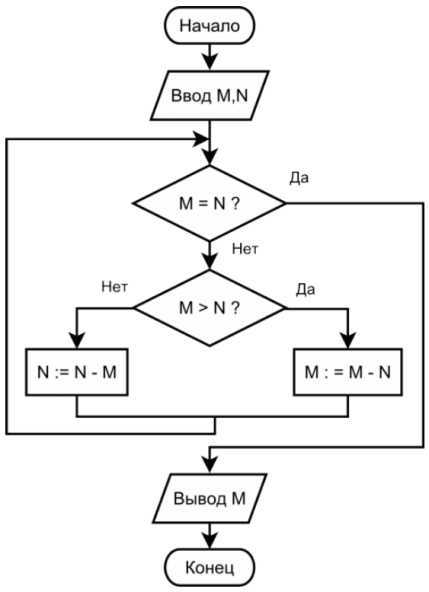 Начало
Ввод M,N
M = N ?
Да
Нет
M > N ?
Нет
Да
N := N - M
M : = M - N
Вывод M
Конец